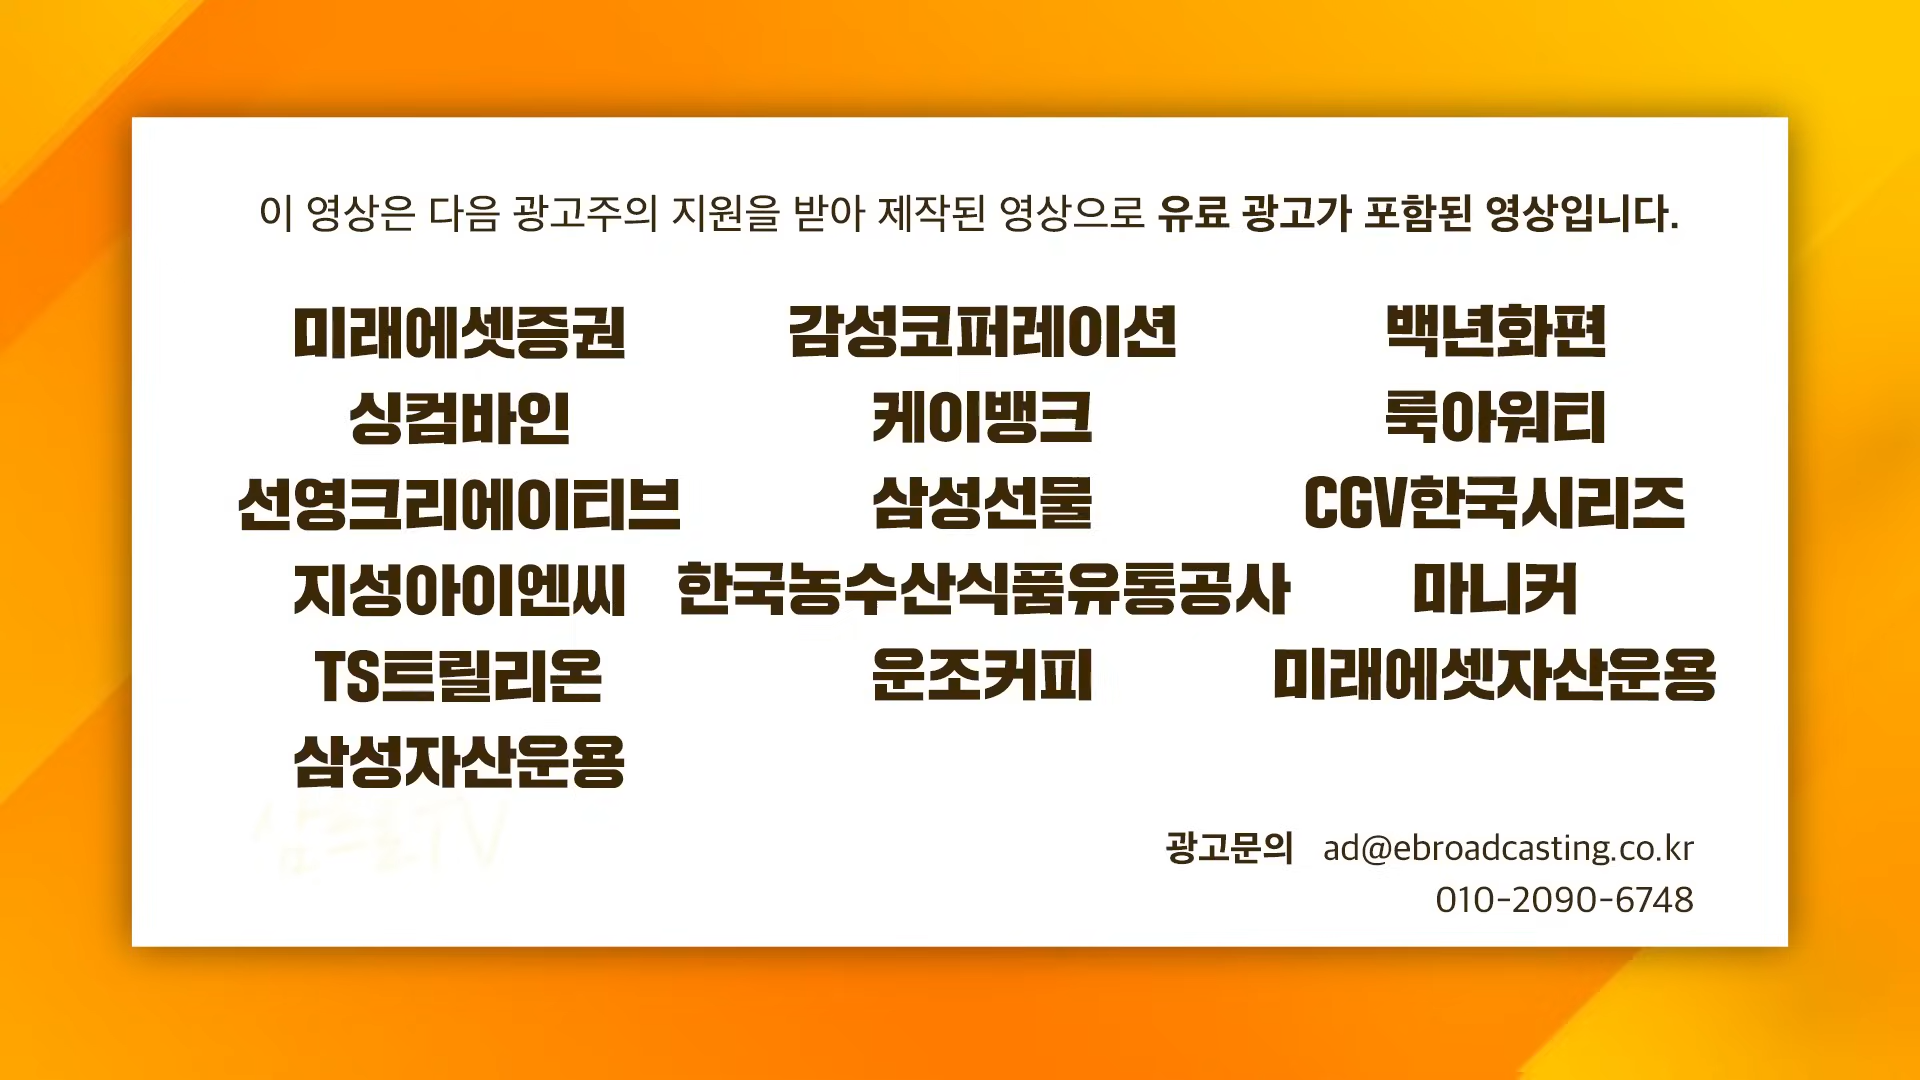 이 영상은 다음 광고주의 지원을 받아 제작된 영상으로 유료 광고가 포함된 영상입니다.
미래에셋증권 감성코퍼레이션 백년화편
싱컴바인 케이뱅크 룩아워티
선영크리에이티브 삼성선물 CGV한국시리즈
지성아이엔씨 한국농수산식품유통공사 마니커
TS트릴리온 운조커피 미래에셋자산운용
삼성자산운용
삼프로TV
광고문의 ad@ebroadcasting.co.kr
010-2090-6748